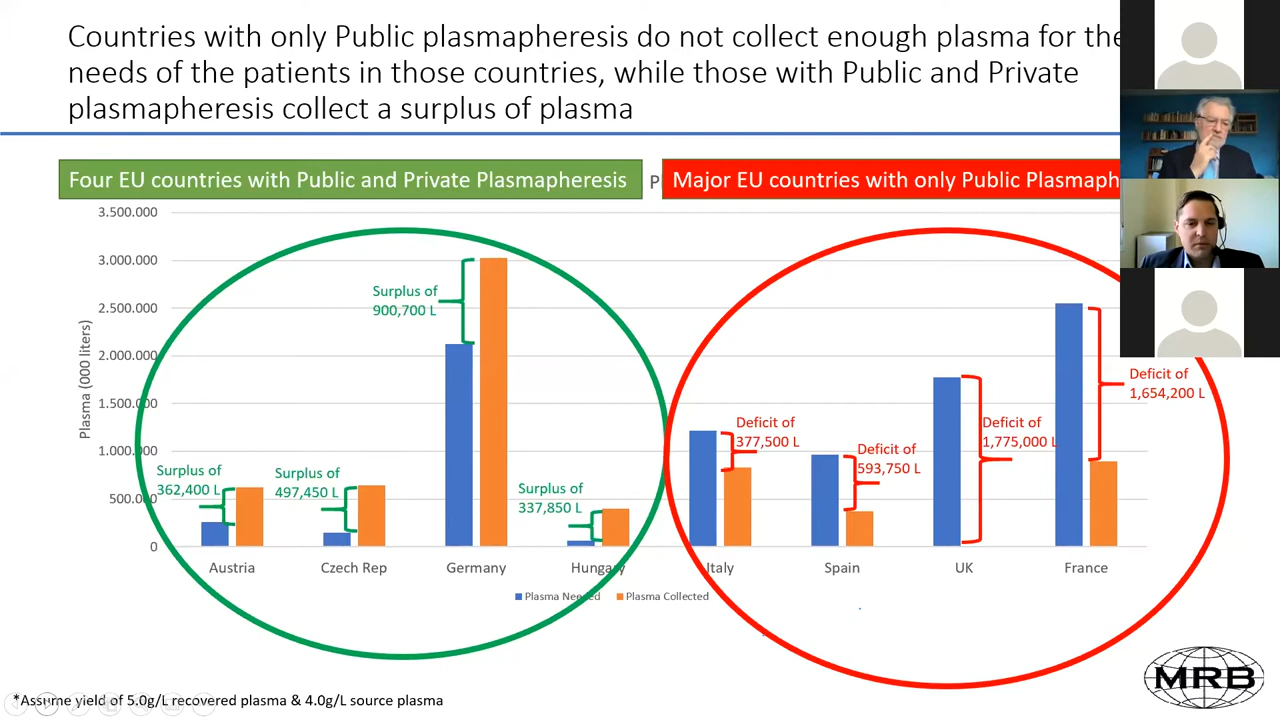 Countries with only Public plasmapheresis do not collect enough plasma for the
needs of the patients in those countries, while those with Public and Private
plasmapheresis collect a surplus of plasma
Four EU countries with Public and Private Plasmapheresis
Major EU countries with only Public Plasmaph
Plasma (000 liters)
3.500.000
3.000.000
2.500.000
2.000.000
1.500.000
1.000.000
500.000
0
Surplus of
362,400 L
Surplus of
497,450 L
Surplus of
900,700 L
Surplus of
337,850 L
Deficit of
377,500 L
Deficit of
593,750 L
Deficit of
1,775,000 L
Deficit of
1,654,200 L
Austria
Czech Rep
Germany
Hungary
Italy
Spain
UK
France
Plasma Needed
Plasma Collected
*Assume yield of 5.0g/L recovered plasma & 4.0g/L source plasma
MRB